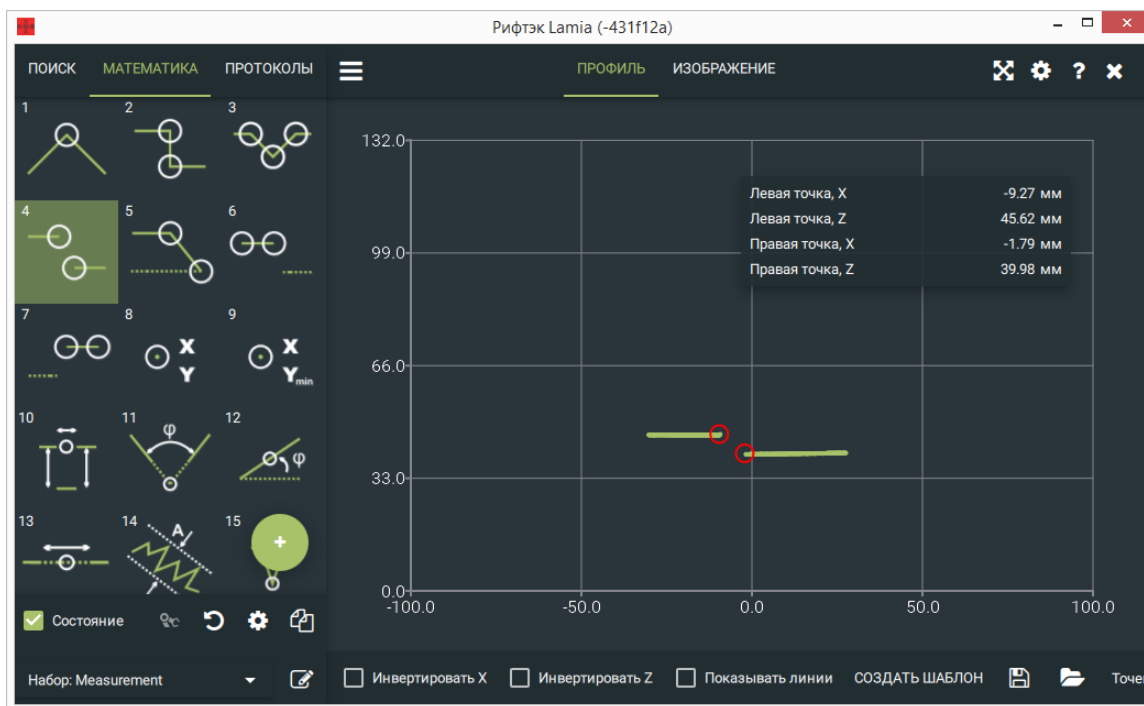 Рифтэк Lamia (-431f12a)
ПОИСК МАТЕМАТИКА ПРОТОКОЛЫ
ПРОФИЛЬ ИЗОБРАЖЕНИЕ
1 2 3
4 5 6
7 8 9
X
Y
X
Ymin
10 11 12
φ
φ
13 14 15
A
+
Состояние
Набор: Measurement
132.0
99.0
66.0
33.0
0.0
-100.0 -50.0 0.0 50.0 100.0
Левая точка, X -9.27 мм
Левая точка, Z 45.62 мм
Правая точка, X -1.79 мм
Правая точка, Z 39.98 мм
Инвертировать X Инвертировать Z Показывать линии СОЗДАТЬ ШАБЛОН